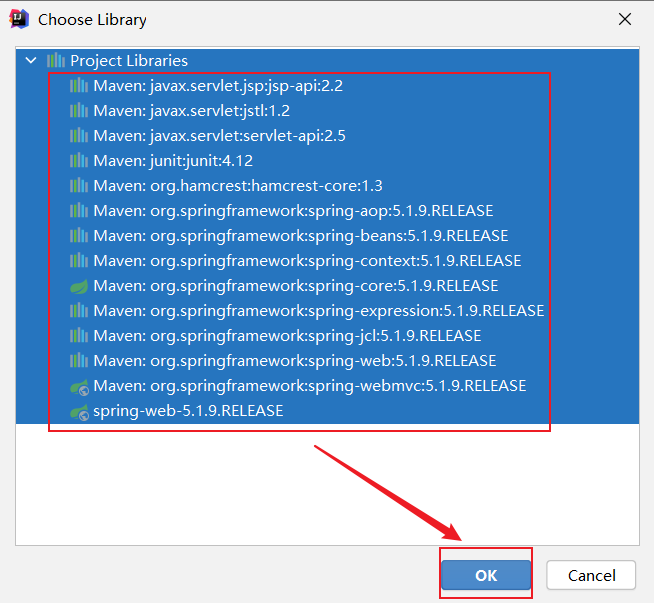 Choose Library
Project Libraries
Maven: javax.servlet.jsp:jsp-api:2.2
Maven: javax.servlet:jstl:1.2
Maven: javax.servlet:servlet-api:2.5
Maven: junit:junit:4.12
Maven: org.hamcrest:hamcrest-core:1.3
Maven: org.springframework:spring-aop:5.1.9.RELEASE
Maven: org.springframework:spring-beans:5.1.9.RELEASE
Maven: org.springframework:spring-context:5.1.9.RELEASE
Maven: org.springframework:spring-core:5.1.9.RELEASE
Maven: org.springframework:spring-expression:5.1.9.RELEASE
Maven: org.springframework:spring-jcl:5.1.9.RELEASE
Maven: org.springframework:spring-web:5.1.9.RELEASE
Maven: org.springframework:spring-webmvc:5.1.9.RELEASE
spring-web-5.1.9.RELEASE
OK Cancel